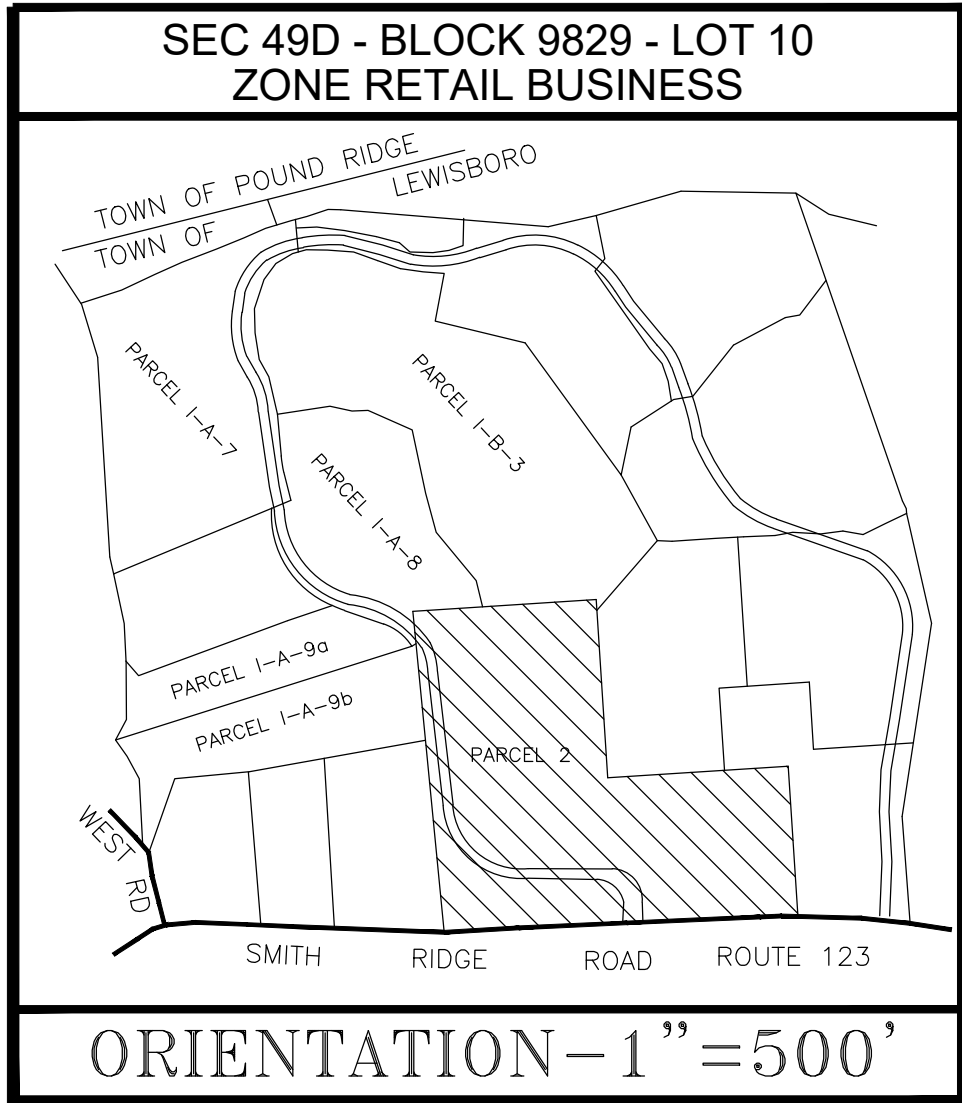 SEC 49D - BLOCK 9829 - LOT 10
ZONE RETAIL BUSINESS
TOWN OF POUND RIDGE
TOWN OF LEWISBORO
PARCEL I-A-7
PARCEL I-B-3
PARCEL I-A-8
PARCEL I-A-9a
PARCEL I-A-9b
PARCEL 2
WEST RD
SMITH RIDGE ROAD ROUTE 123
ORIENTATION-1"=500'